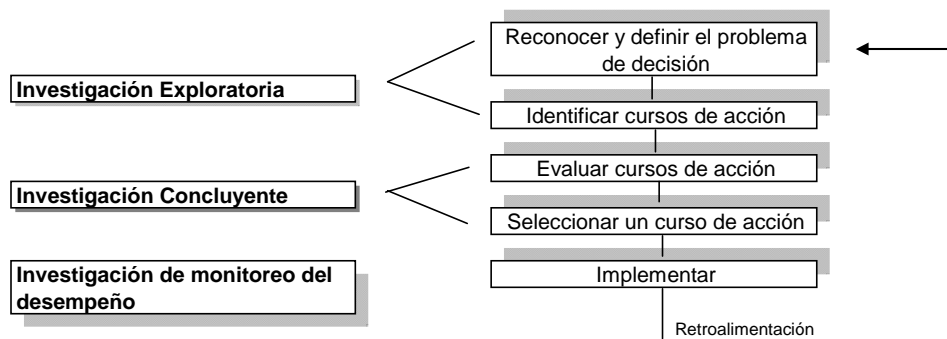 Reconocer y definir el problema
de decisión
Investigación Exploratoria
Identificar cursos de acción
Evaluar cursos de acción
Investigación Concluyente
Seleccionar un curso de acción
Investigación de monitoreo del
desempeño
Implementar
Retroalimentación